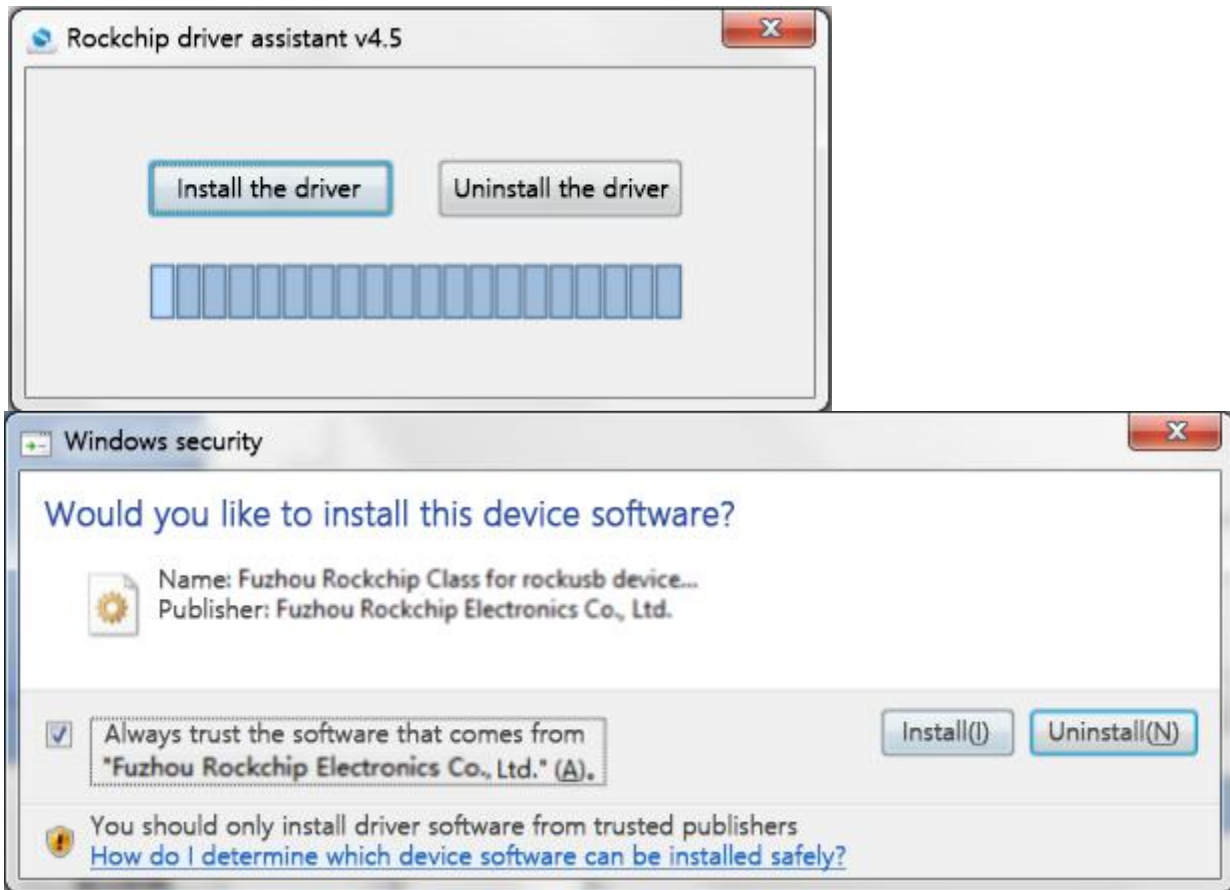 Rockchip driver assistant v4.5
Install the driver
Uninstall the driver
Windows security
Would you like to install this device software?
Name: Fuzhou Rockchip Class for rockusb device...
Publisher: Fuzhou Rockchip Electronics Co., Ltd.
Always trust the software that comes from
"Fuzhou Rockchip Electronics Co., Ltd." (A)。
Install(I)
Uninstall(N)
You should only install driver software from trusted publishers
How do I determine which device software can be installed safely?